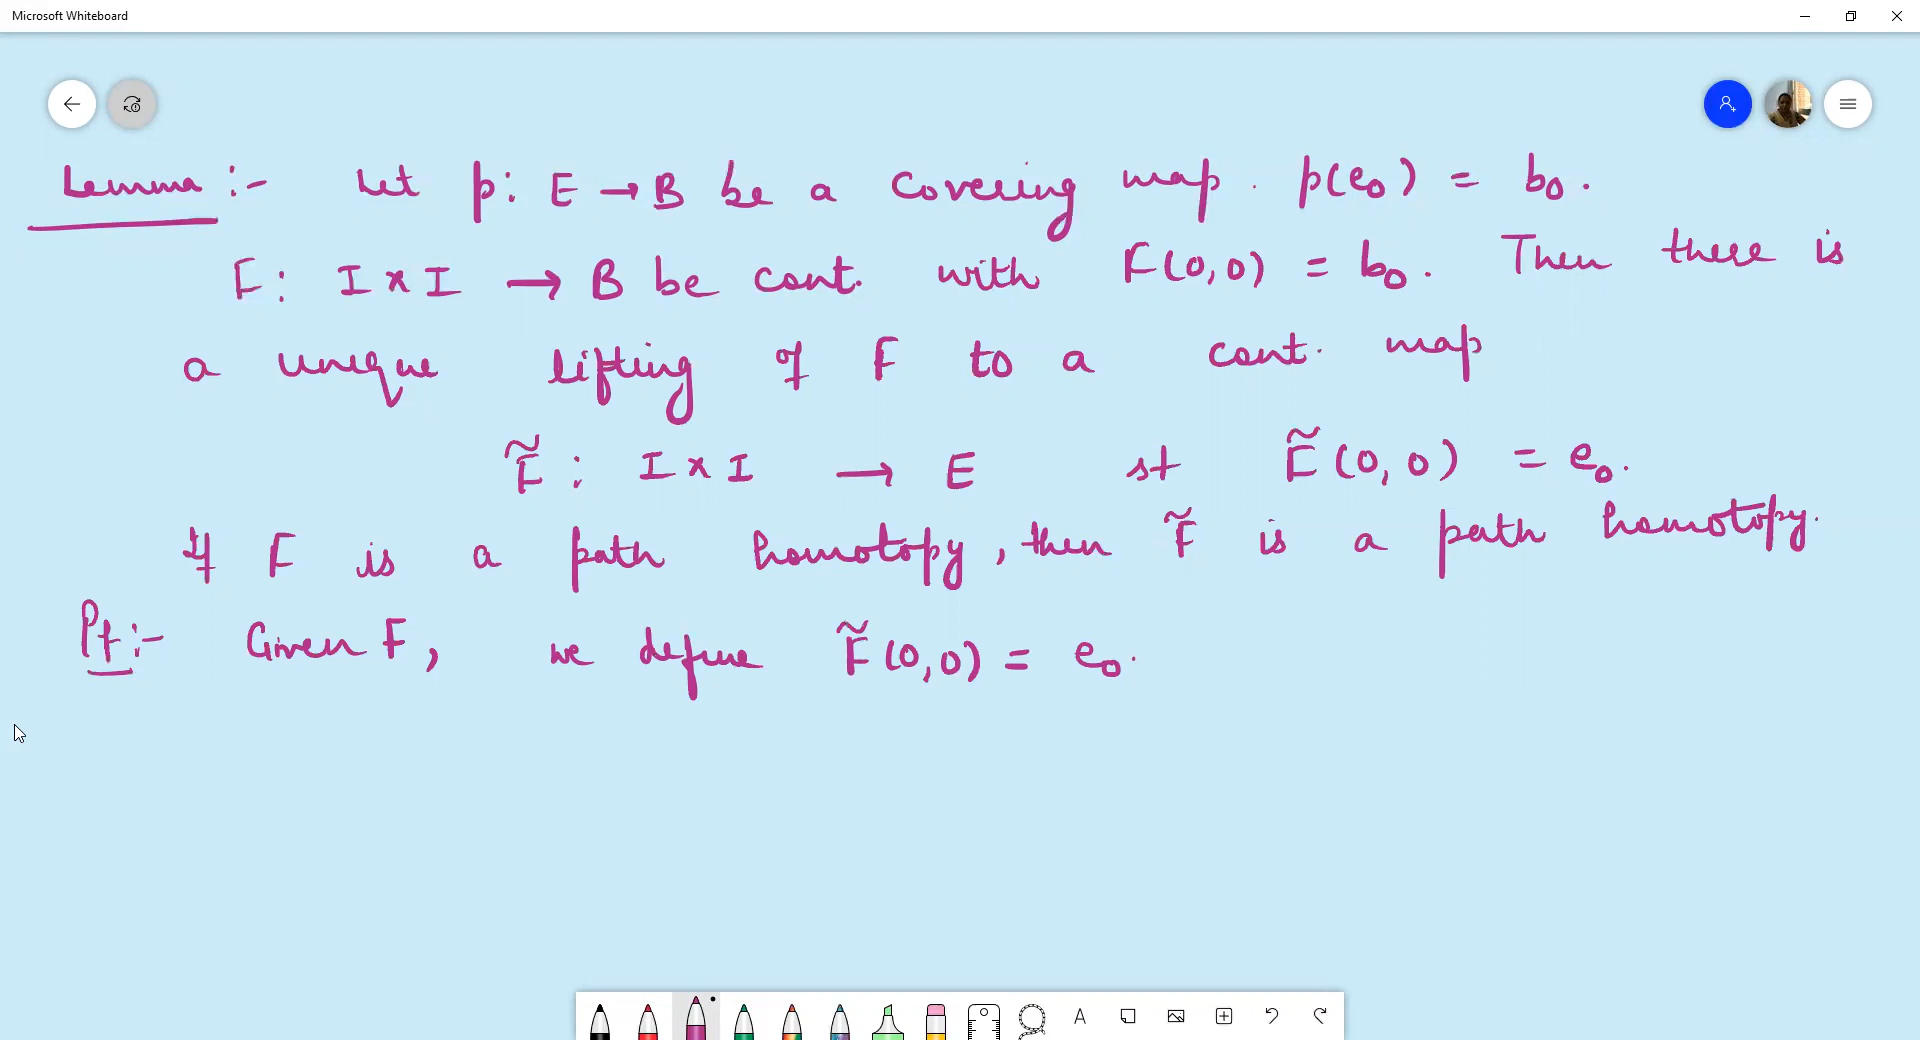 Microsoft Whiteboard
Lemma :- Let p: E → B be a covering map. p(e₀) = b₀.
F: I x I → B be cont. with F(0,0) = b₀. Then there is
a unique lifting of F to a cont. map
F̃ : I x I → E st F̃(0,0) = e₀.
If F is a path homotopy, then F̃ is a path homotopy.
Pf:- Given F, we define F̃(0,0) = e₀.
A